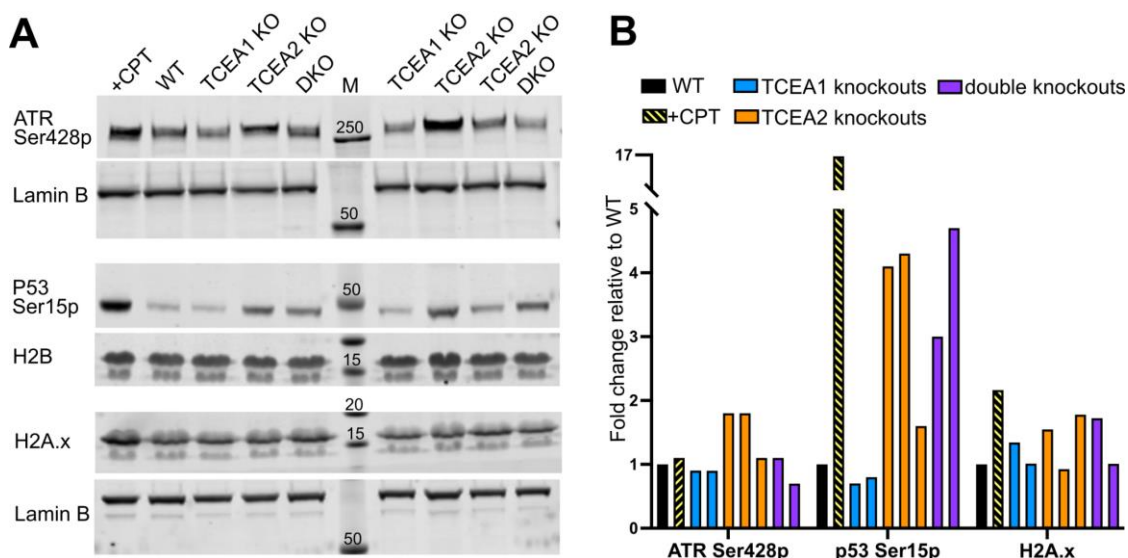 A
+CPT
WT
TCEA1 KO
TCEA2 KO
DKO
M
TCEA1 KO
TCEA2 KO
TCEA2 KO
DKO
ATR
Ser428p
250
Lamin B
50
P53
Ser15p
50
H2B
15
20
H2A.x
15
Lamin B
50
B
WT
TCEA1 knockouts
double knockouts
+CPT
TCEA2 knockouts
Fold change relative to WT
17
5
4
3
2
1
0
ATR Ser428p
p53 Ser15p
H2A.x